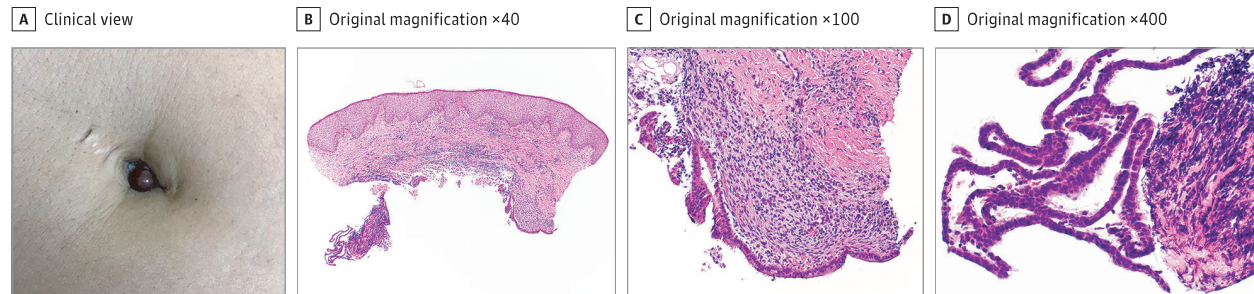 A Clinical view
B Original magnification ×40
C Original magnification ×100
D Original magnification ×400